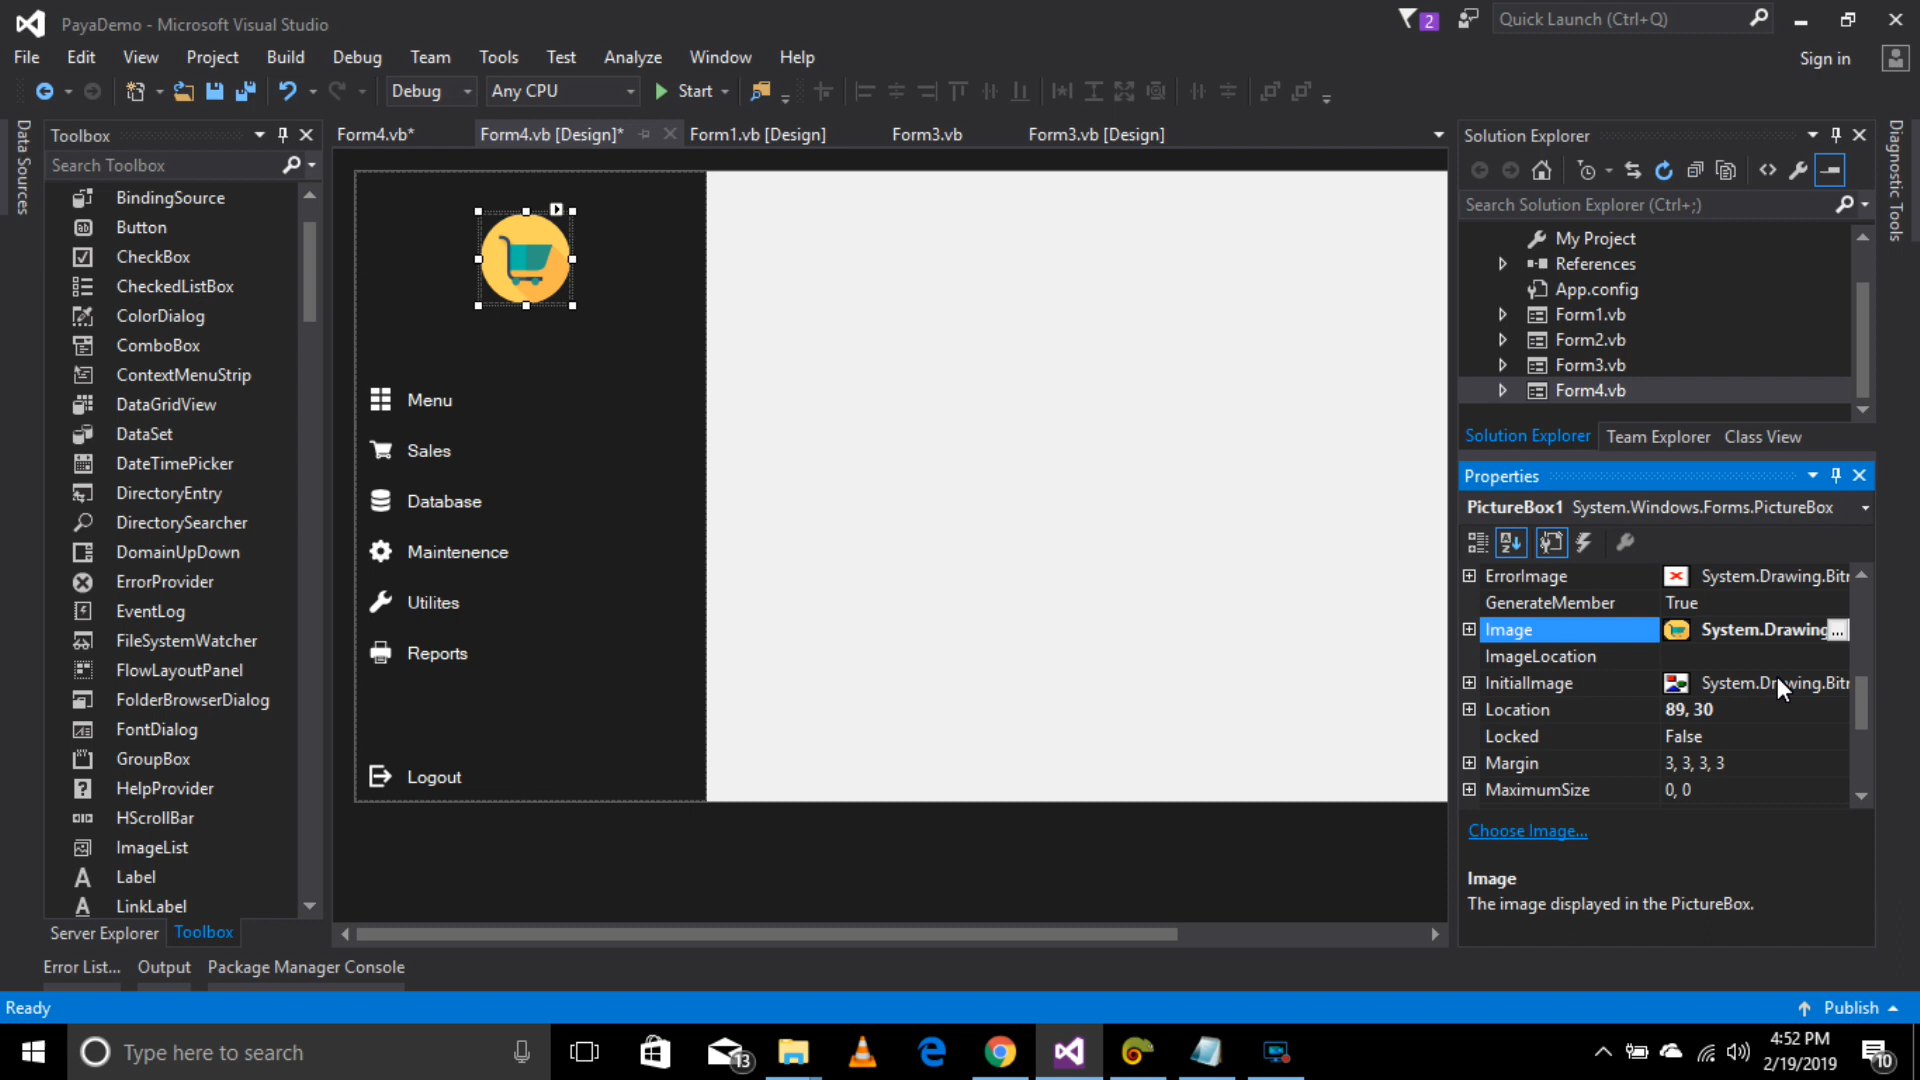 PayaDemo - Microsoft Visual Studio
2
Quick Launch (Ctrl+Q)
File Edit View Project Build Debug Team Tools Test Analyze Window Help
Sign in
Debug Any CPU Start
Data Sources
Toolbox
Search Toolbox
BindingSource
Button
CheckBox
CheckedListBox
ColorDialog
ComboBox
ContextMenuStrip
DataGridView
DataSet
DateTimePicker
DirectoryEntry
DirectorySearcher
DomainUpDown
ErrorProvider
EventLog
FileSystemWatcher
FlowLayoutPanel
FolderBrowserDialog
FontDialog
GroupBox
HelpProvider
HScrollBar
ImageList
Label
LinkLabel
Server Explorer Toolbox
Form4.vb* Form4.vb [Design]* Form1.vb [Design] Form3.vb Form3.vb [Design]
Menu
Sales
Database
Maintenence
Utilites
Reports
Logout
Solution Explorer
Search Solution Explorer (Ctrl+;)
My Project
References
App.config
Form1.vb
Form2.vb
Form3.vb
Form4.vb
Solution Explorer Team Explorer Class View
Diagnostic Tools
Properties
PictureBox1 System.Windows.Forms.PictureBox
ErrorImage System.Drawing.Bitr
GenerateMember True
Image System.Drawing ...
ImageLocation
InitialImage System.Drawing.Bitr
Location 89, 30
Locked False
Margin 3, 3, 3, 3
MaximumSize 0, 0
Choose Image...
Image
The image displayed in the PictureBox.
Error List... Output Package Manager Console
Ready
Publish
Type here to search
13
4:52 PM
2/19/2019
10